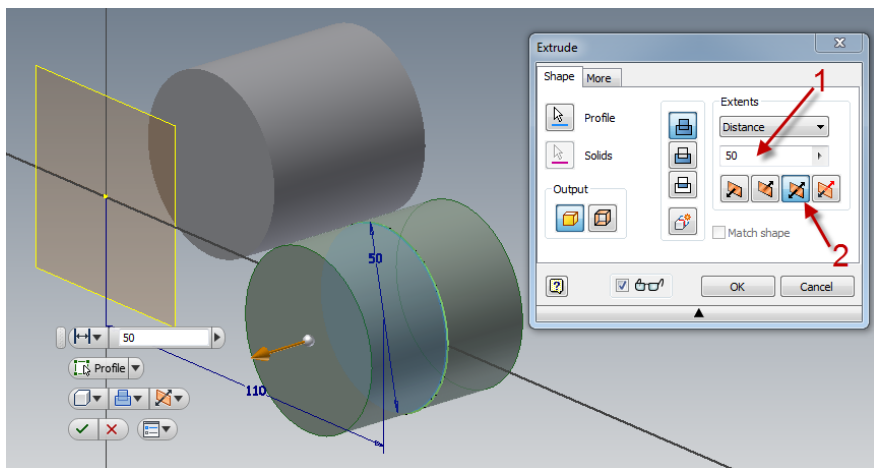 Extrude
Shape
More
1
Extents
Profile
Distance
Solids
50
Output
2
Match shape
OK
Cancel
50
50
Profile
110